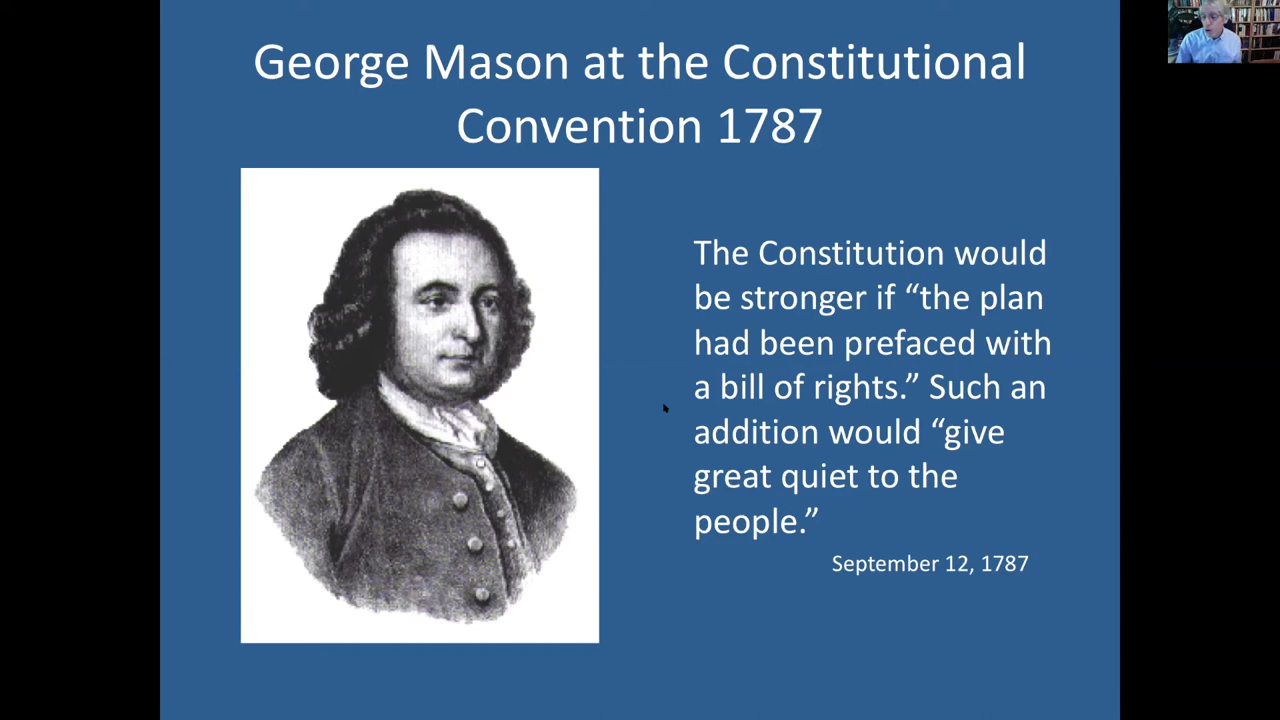 George Mason at the Constitutional
Convention 1787
The Constitution would
be stronger if “the plan
had been prefaced with
a bill of rights.” Such an
addition would “give
great quiet to the
people.”
September 12, 1787